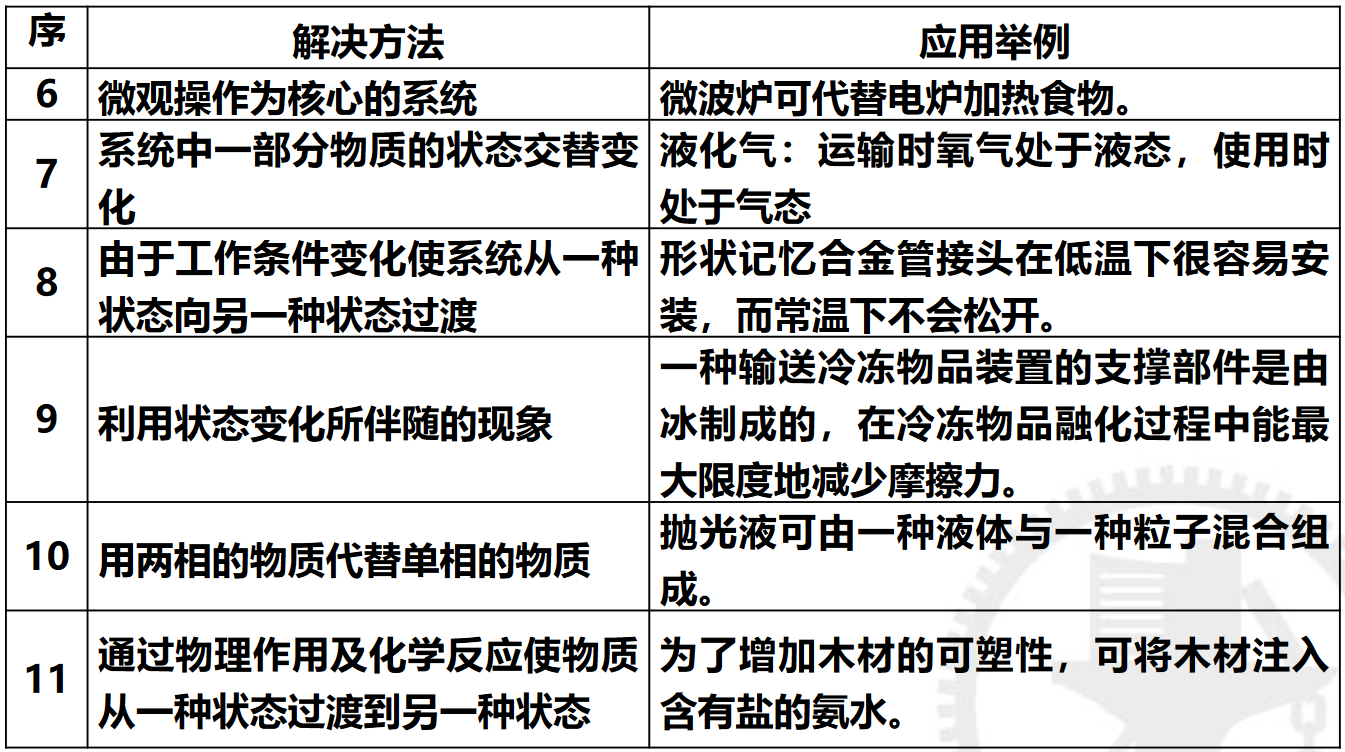 序 解决方法 应用举例
6 微观操作为核心的系统 微波炉可代替电炉加热食物。
7 系统中一部分物质的状态交替变
化
液化气：运输时氧气处于液态，使用时
处于气态
8 由于工作条件变化使系统从一种
状态向另一种状态过渡
形状记忆合金管接头在低温下很容易安
装，而常温下不会松开。
9 利用状态变化所伴随的现象
一种输送冷冻物品装置的支撑部件是由
冰制成的，在冷冻物品融化过程中能最
大限度地减少摩擦力。
10 用两相的物质代替单相的物质
抛光液可由一种液体与一种粒子混合组
成。
11 通过物理作用及化学反应使物质
从一种状态过渡到另一种状态
为了增加木材的可塑性，可将木材注入
含有盐的氨水。